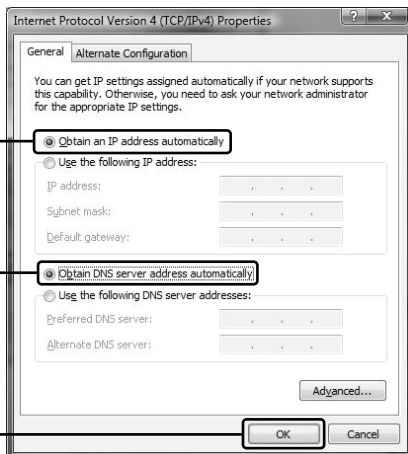 Internet Protocol Version 4 (TCP/IPv4) Properties
General
Alternate Configuration
You can get IP settings assigned automatically if your network supports
this capability. Otherwise, you need to ask your network administrator
for the appropriate IP settings.
Obtain an IP address automatically
Use the following IP address:
IP address:
Subnet mask:
Default gateway:
Obtain DNS server address automatically
Use the following DNS server addresses:
Preferred DNS server:
Alternate DNS server:
Advanced...
OK
Cancel